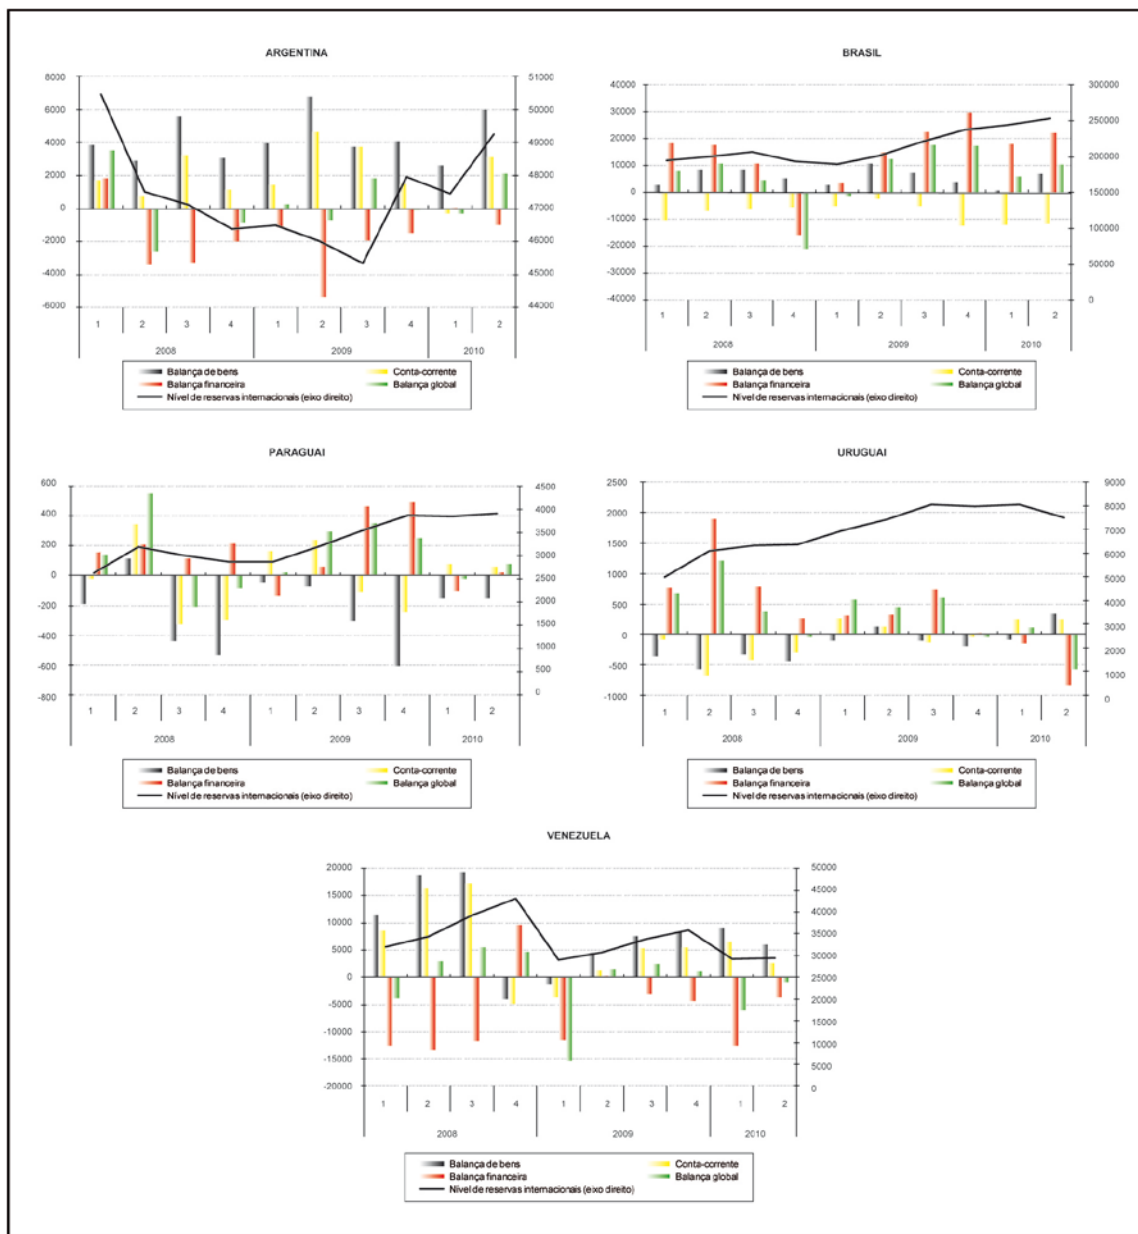 ARGENTINA
8000 51000
6000 50000
4000 49000
2000 48000
0 47000
-2000 46000
-4000 45000
-6000 44000
1 2 3 4 1 2 3 4 1 2
2008 2009 2010
Balança de bens Conta-corrente
Balança financeira Balança global
Nível de reservas internacionais (eixo direito)
BRASIL
40000 300000
30000 250000
20000 200000
10000 150000
0 100000
-10000 50000
-20000 0
-30000
-40000
1 2 3 4 1 2 3 4 1 2
2008 2009 2010
Balança de bens Conta-corrente
Balança financeira Balança global
Nível de reservas internacionais (eixo direito)
PARAGUAI
600 4500
400 4000
200 3500
0 3000
-200 2500
-400 2000
-600 1500
-800 1000
500
0
1 2 3 4 1 2 3 4 1 2
2008 2009 2010
Balança de bens Conta-corrente
Balança financeira Balança global
Nível de reservas internacionais (eixo direito)
URUGUAI
2500 9000
2000 8000
1500 7000
1000 6000
500 5000
0 4000
-500 3000
-1000 2000
1000
0
1 2 3 4 1 2 3 4 1 2
2008 2009 2010
Balança de bens Conta-corrente
Balança financeira Balança global
Nível de reservas internacionais (eixo direito)
VENEZUELA
20000 50000
15000 45000
10000 40000
5000 35000
0 30000
-5000 25000
-10000 20000
-15000 15000
-20000 10000
5000
0
1 2 3 4 1 2 3 4 1 2
2008 2009 2010
Balança de bens Conta-corrente
Balança financeira Balança global
Nível de reservas internacionais (eixo direito)